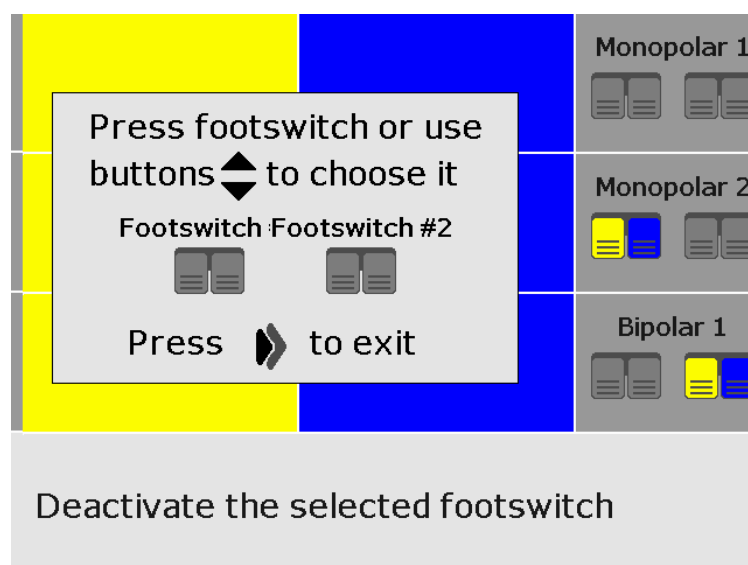 Monopolar 1
Press footswitch or use
buttons to choose it
Monopolar 2
Footswitch Footswitch #2
Bipolar 1
Press to exit
Deactivate the selected footswitch